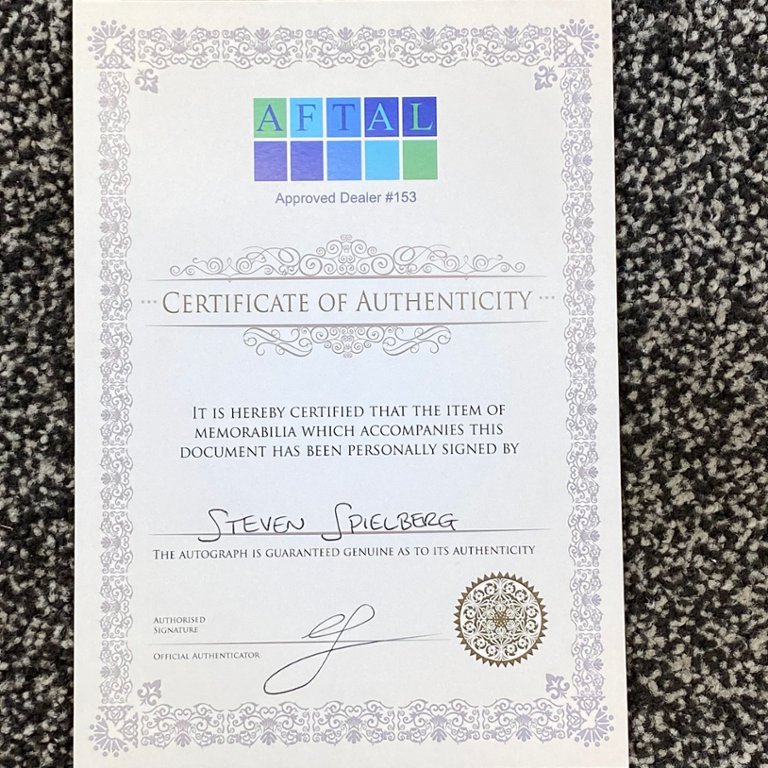 AFTAL
Approved Dealer #153
CERTIFICATE OF AUTHENTICITY
IT IS HEREBY CERTIFIED THAT THE ITEM OF
MEMORABILIA WHICH ACCOMPANIES THIS
DOCUMENT HAS BEEN PERSONALLY SIGNED BY
STEVEN SPIELBERG
THE AUTOGRAPH IS GUARANTEED GENUINE AS TO ITS AUTHENTICITY
AUTHORISED
SIGNATURE
OFFICIAL AUTHENTICATOR